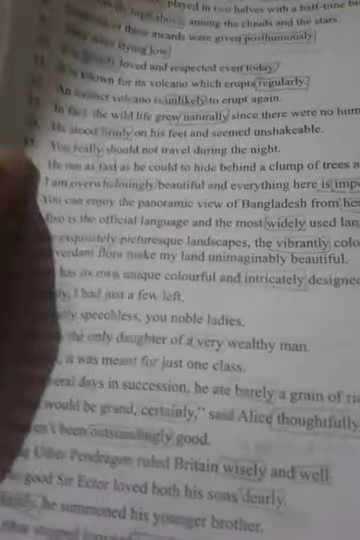 played in two halves with a half-time br
high above, among the clouds and the stars.
of these awards were given posthumously.
were flying low.
loved and respected even today.
is known for its volcano which erupts regularly.
An extinct volcano is unlikely to erupt again.
In fact, the wild life grew naturally since there were no hum
He stood firmly on his feet and seemed unshakeable.
You really should not travel during the night.
He ran as fast as he could to hide behind a clump of trees a
I am overwhelmingly beautiful and everything here is imp
You can enjoy the panoramic view of Bangladesh from her
is the official language and the most widely used lan
exquisitely picturesque landscapes, the vibrantly colo
verdant flora make my land unimaginably beautiful.
has its own unique colourful and intricately designed
I had just a few left.
speechless, you noble ladies.
the only daughter of a very wealthy man.
it was meant for just one class.
days in succession, he ate barely a grain of ri
would be grand, certainly," said Alice thoughtfully
been outstandingly good.
Uther Pendragon ruled Britain wisely and well
good Sir Ector loved both his sons dearly.
he summoned his younger brother.